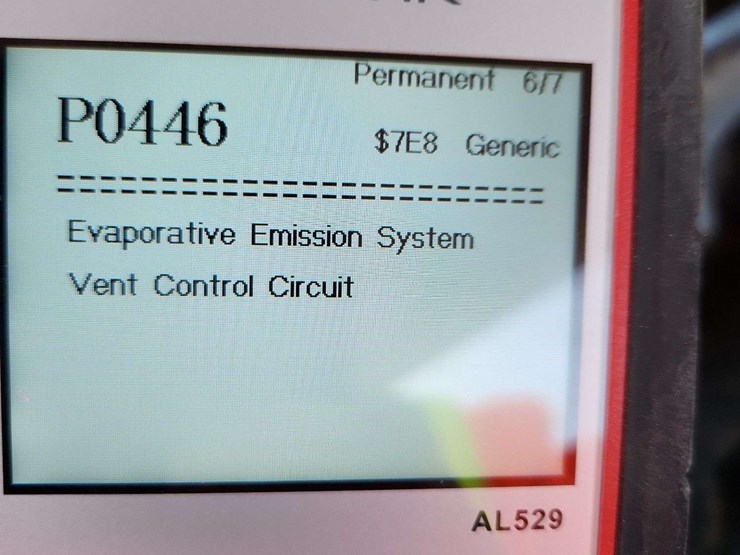 Permanent 6/7
P0446
$7E8 Generic
==============================
Evaporative Emission System
Vent Control Circuit
AL529